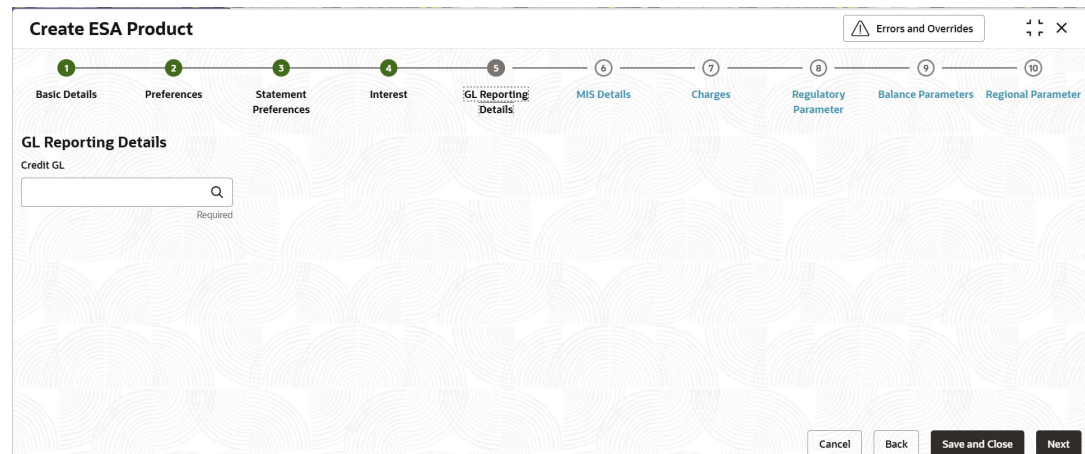 Create ESA Product
Errors and Overrides
1 2 3 4 5 6 7 8 9 10
Basic Details Preferences Statement Preferences Interest GL Reporting Details MIS Details Charges Regulatory Parameter Balance Parameters Regional Parameter
GL Reporting Details
Credit GL
Required
Cancel Back Save and Close Next